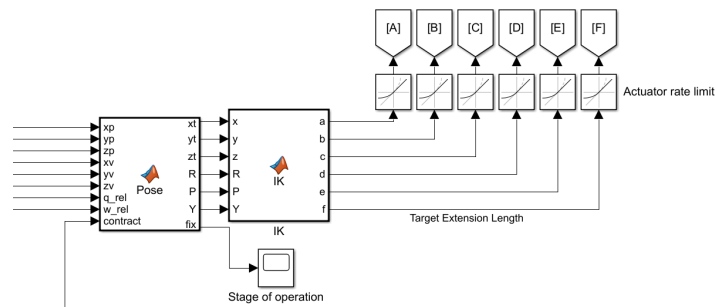 [A] [B] [C] [D] [E] [F]
Actuator rate limit
xp
yp
zp
xv
yv
zv
q_rel
w_rel
contract
Pose
xt
yt
zt
R
P
Y
fix
x
y
z
R
P
Y
IK
a
b
c
d
e
f
IK
Target Extension Length
Stage of operation